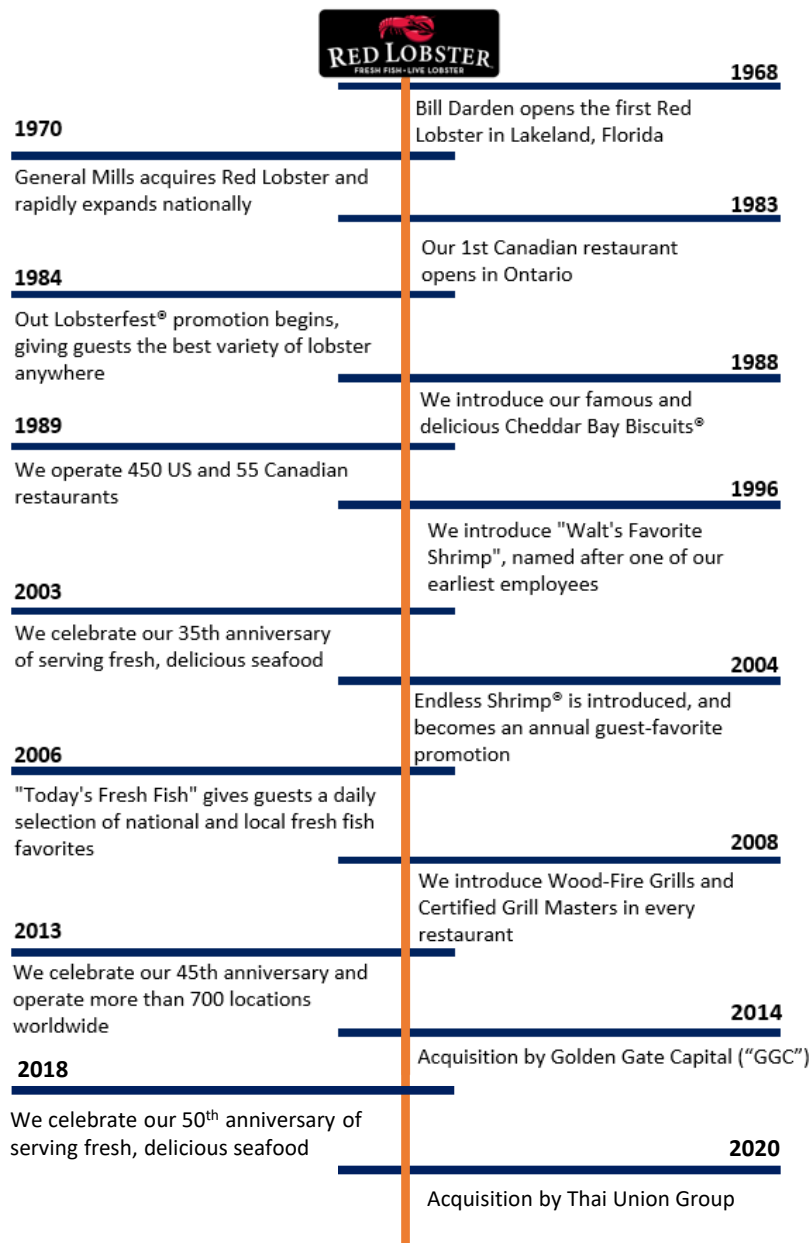 RED LOBSTER
FRESH FISH • LIVE LOBSTER
1968
Bill Darden opens the first Red
Lobster in Lakeland, Florida
1970
General Mills acquires Red Lobster and
rapidly expands nationally
1983
Our 1st Canadian restaurant
opens in Ontario
1984
Out Lobsterfest® promotion begins,
giving guests the best variety of lobster
anywhere
1988
We introduce our famous and
delicious Cheddar Bay Biscuits®
1989
We operate 450 US and 55 Canadian
restaurants
1996
We introduce "Walt's Favorite
Shrimp", named after one of our
earliest employees
2003
We celebrate our 35th anniversary
of serving fresh, delicious seafood
2004
Endless Shrimp® is introduced, and
becomes an annual guest-favorite
promotion
2006
"Today's Fresh Fish" gives guests a daily
selection of national and local fresh fish
favorites
2008
We introduce Wood-Fire Grills and
Certified Grill Masters in every
restaurant
2013
We celebrate our 45th anniversary and
operate more than 700 locations
worldwide
2014
Acquisition by Golden Gate Capital (“GGC”)
2018
We celebrate our 50th anniversary of
serving fresh, delicious seafood
2020
Acquisition by Thai Union Group